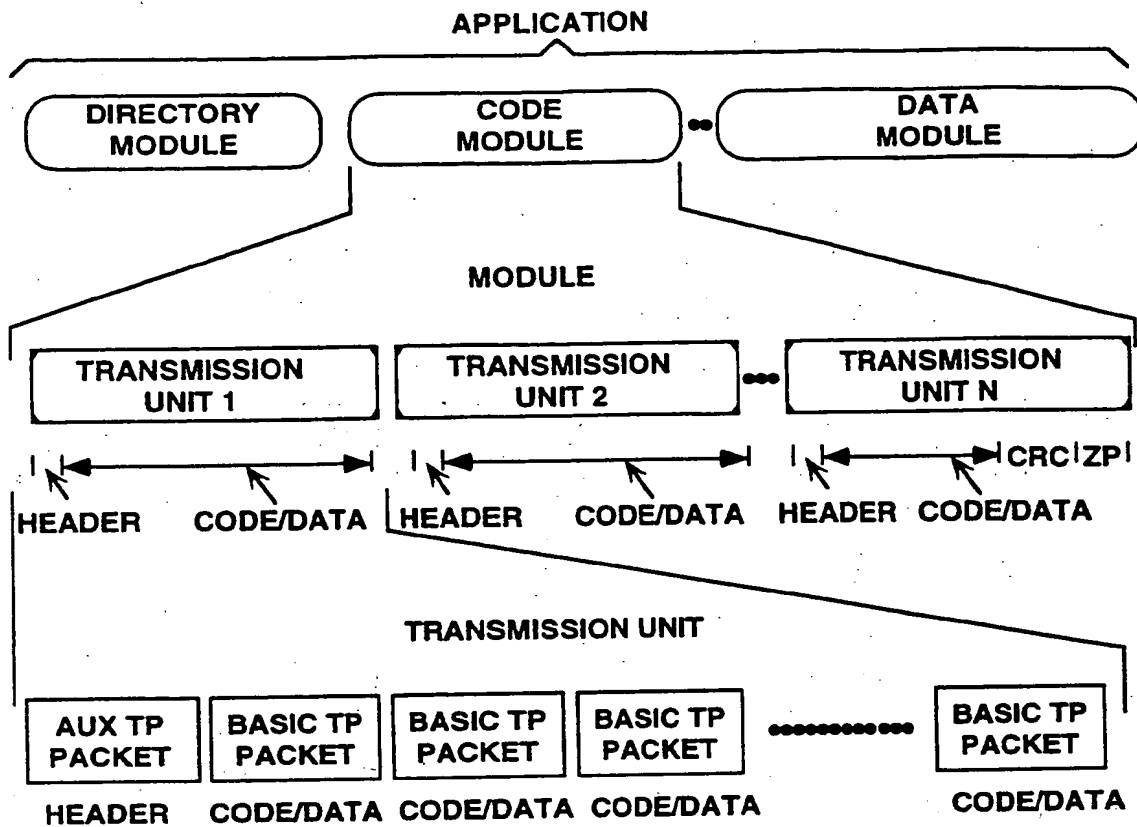 APPLICATION
DIRECTORY MODULE
CODE MODULE
DATA MODULE
MODULE
TRANSMISSION UNIT 1
TRANSMISSION UNIT 2
TRANSMISSION UNIT N
CRC ZP
HEADER CODE/DATA HEADER CODE/DATA HEADER CODE/DATA
TRANSMISSION UNIT
AUX TP PACKET
BASIC TP PACKET
BASIC TP PACKET
BASIC TP PACKET
BASIC TP PACKET
HEADER CODE/DATA CODE/DATA CODE/DATA CODE/DATA